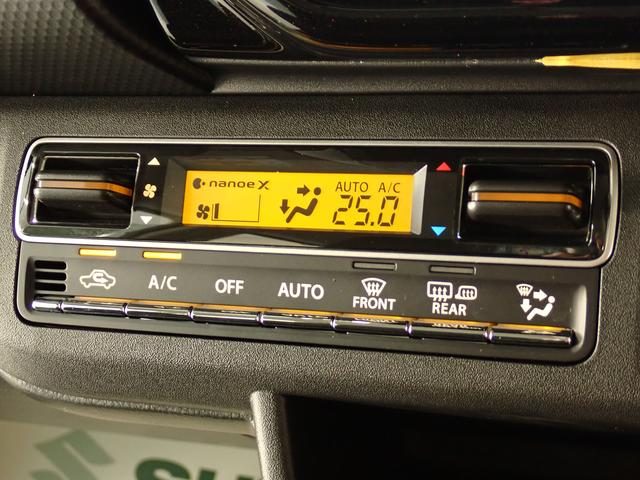 nanoe X
AUTO A/C
25.0
A/C OFF AUTO FRONT REAR